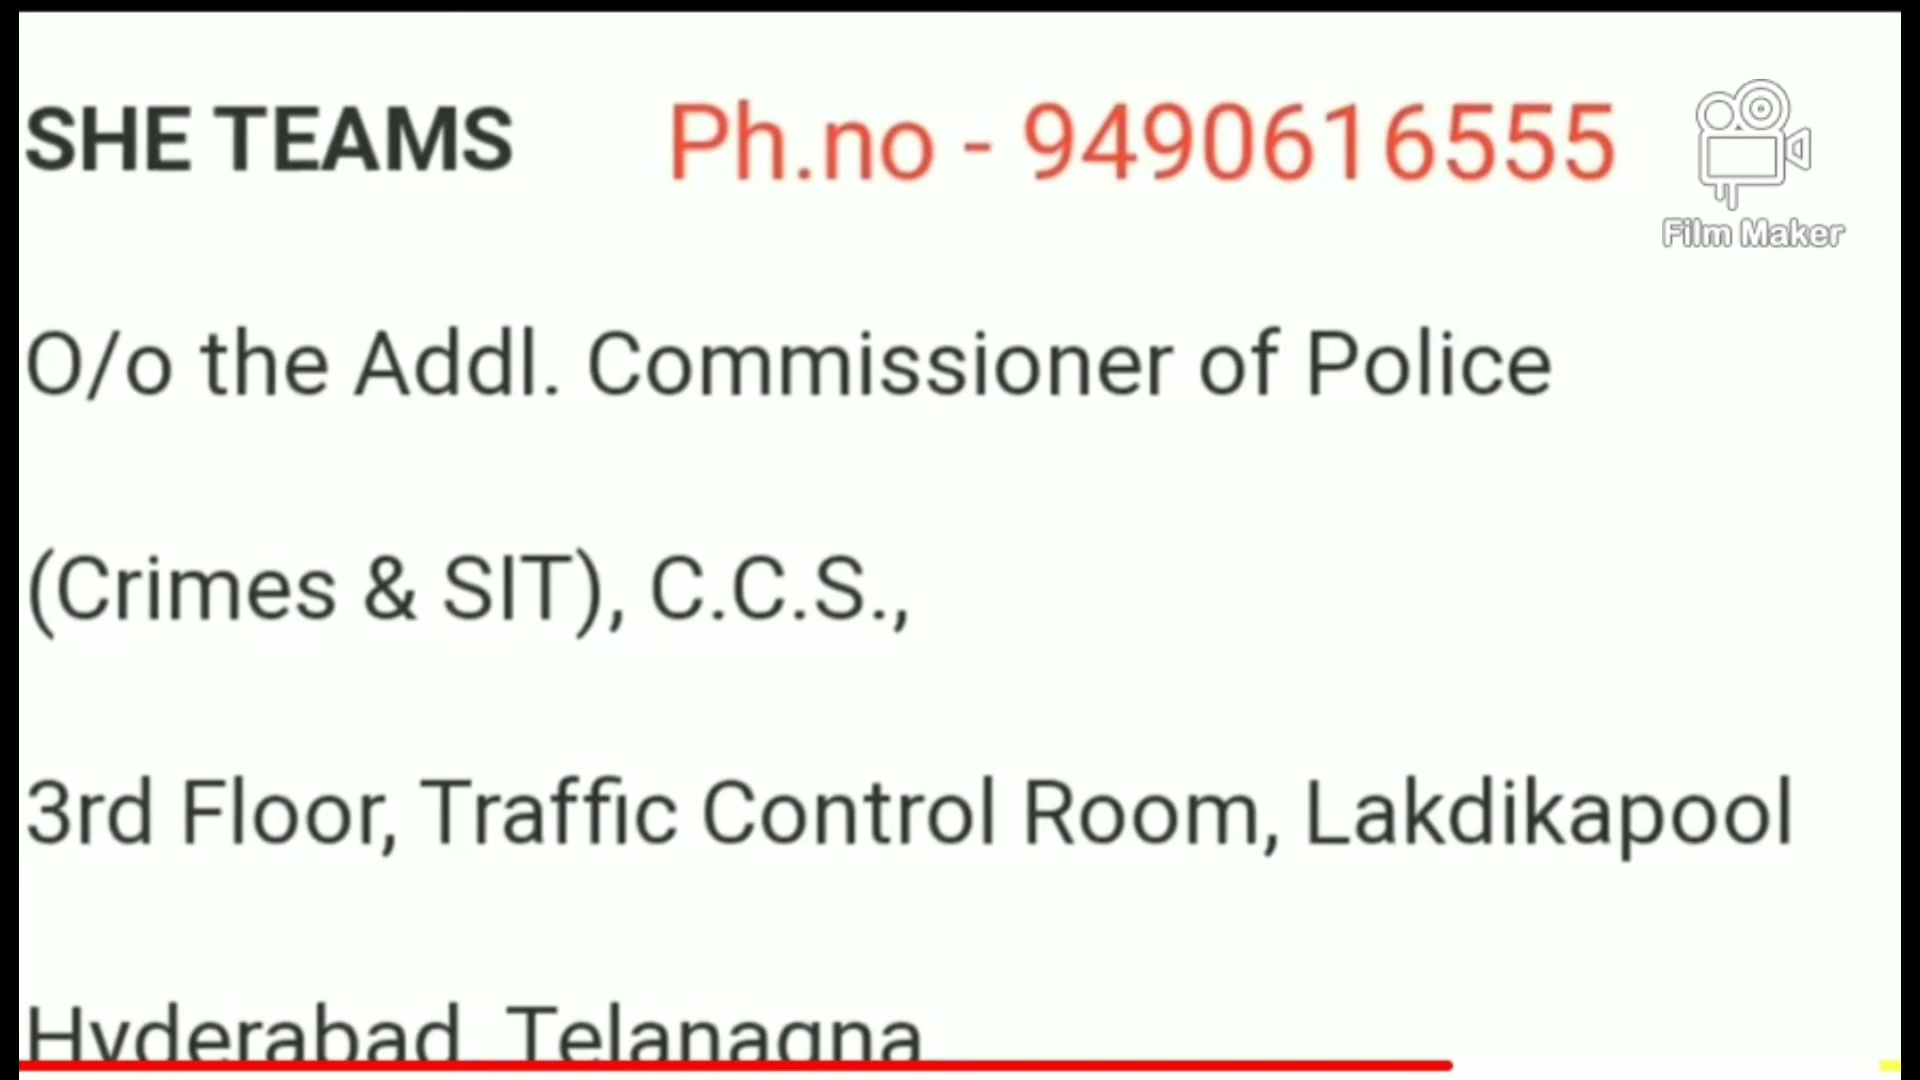 SHE TEAMS Ph.no - 9490616555
Film Maker
O/o the Addl. Commissioner of Police
(Crimes & SIT), C.C.S.,
3rd Floor, Traffic Control Room, Lakdikapool
Hyderabad, Telanagna